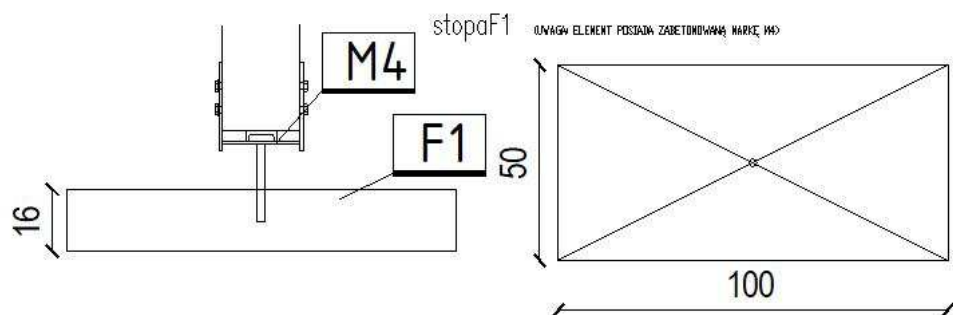 stopaF1 (UWAGA: ELEMENT POSIADA ZABETONOWANĄ MARKĘ M4)
M4
F1
16
50
100